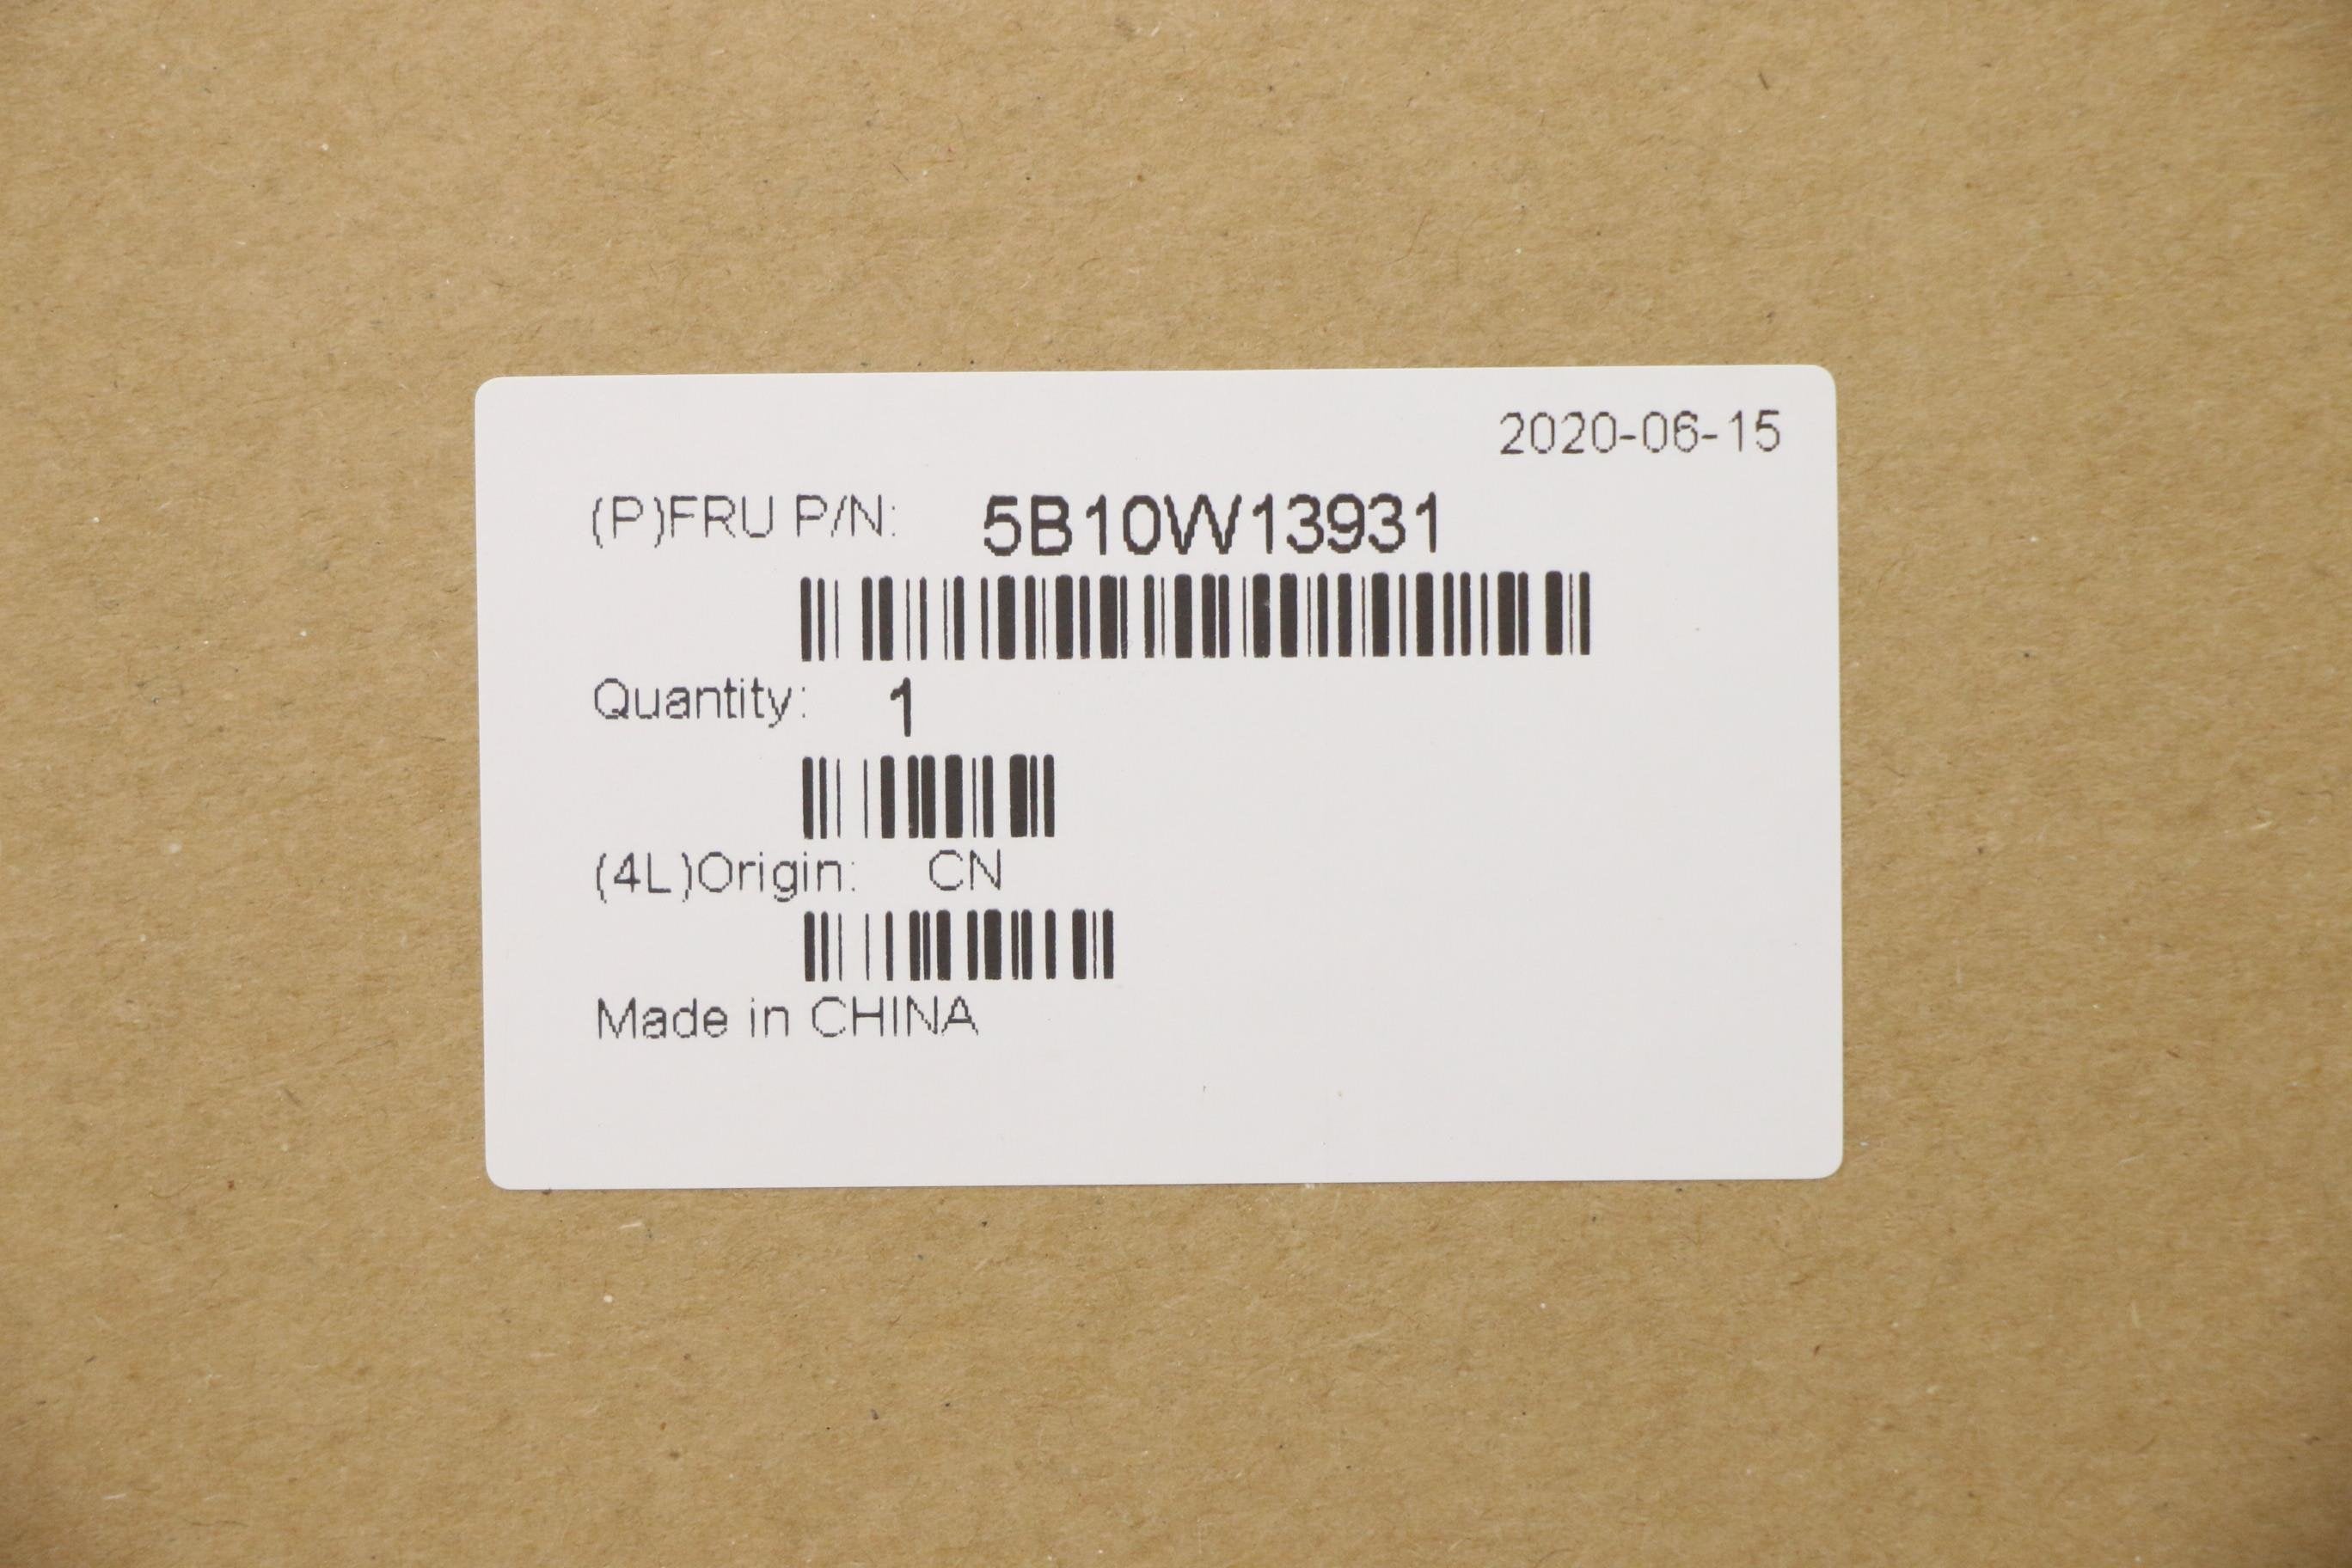 2020-06-15
(P)FRU P/N: 5B10W13931
Quantity: 1
(4L)Origin: CN
Made in CHINA